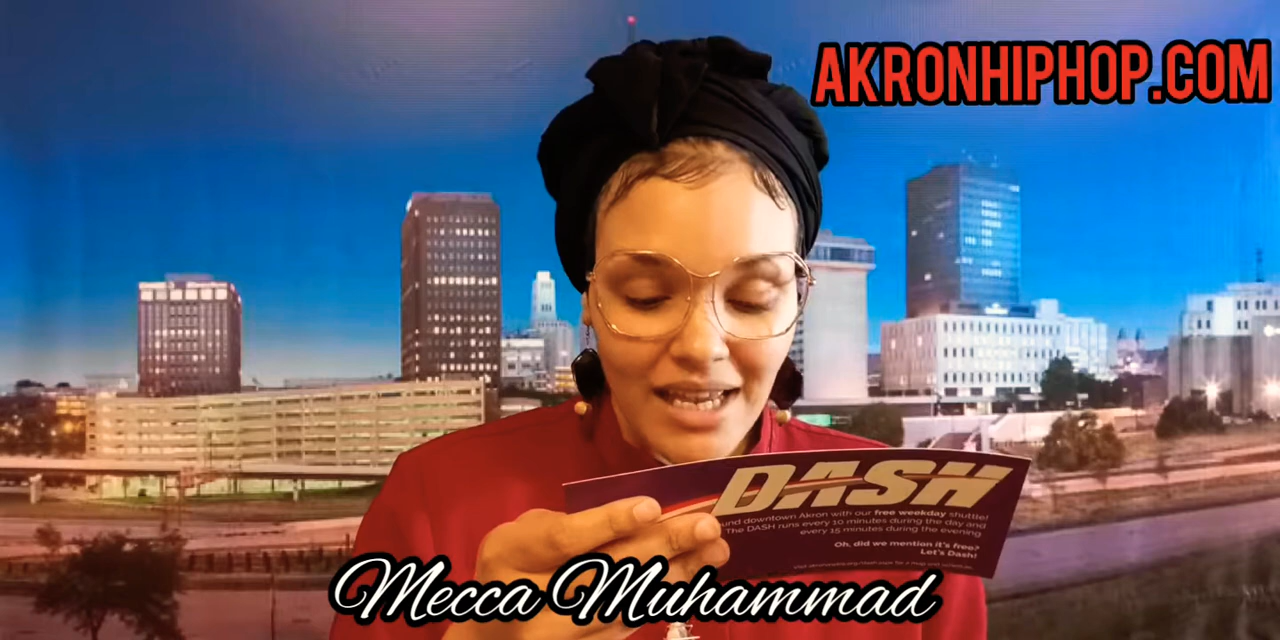 AKRONHIPHOP.COM
DASH
und downtown Akron with our free weekday shuttle!
The DASH runs every 10 minutes during the day and
every 15 minutes during the evening
Oh, did we mention it's free?
Let's Dash!
Mecca Muhammad